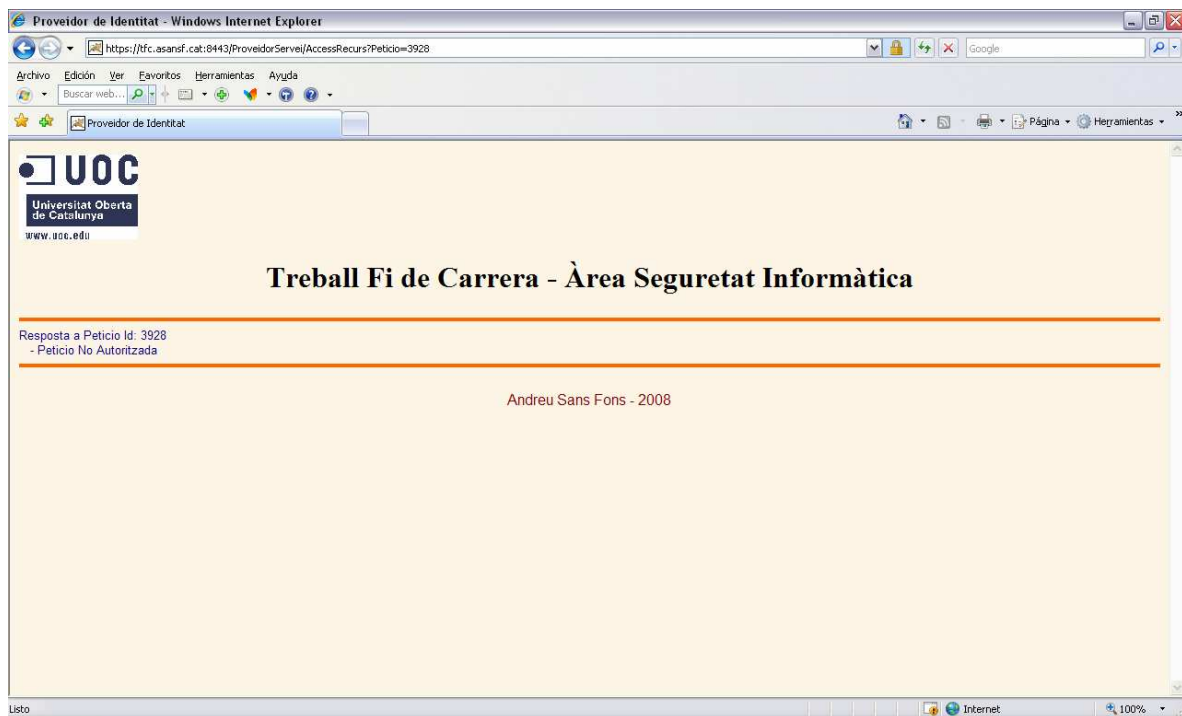 Proveidor de Identitat - Windows Internet Explorer
https://tfc.asansf.cat:8443/ProveidorServei/AccessRecurs?Peticio=3928
Google
Archivo Edición Ver Favoritos Herramientas Ayuda
Buscar web...
Proveidor de Identitat
Página
Herramientas
UOC
Universitat Oberta
de Catalunya
www.uoc.edu
Treball Fi de Carrera - Àrea Seguretat Informàtica
Resposta a Peticio Id: 3928
- Peticio No Autoritzada
Andreu Sans Fons - 2008
Listo
Internet
100%